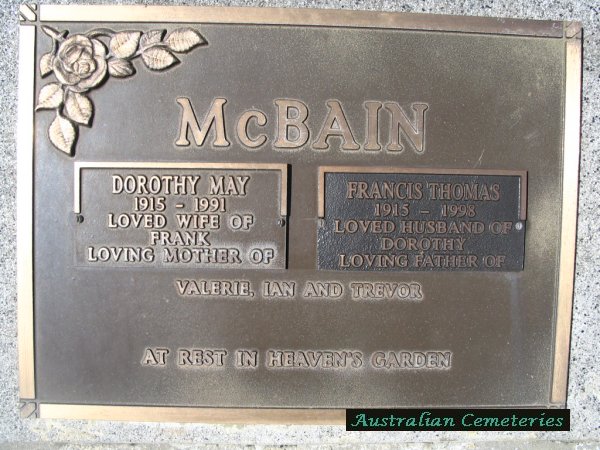 McBAIN
DOROTHY MAY
1915 - 1991
LOVED WIFE OF
FRANK
LOVING MOTHER OF
FRANCIS THOMAS
1915 - 1998
LOVED HUSBAND OF
DOROTHY
LOVING FATHER OF
VALERIE, IAN AND TREVOR
AT REST IN HEAVEN'S GARDEN
Australian Cemeteries